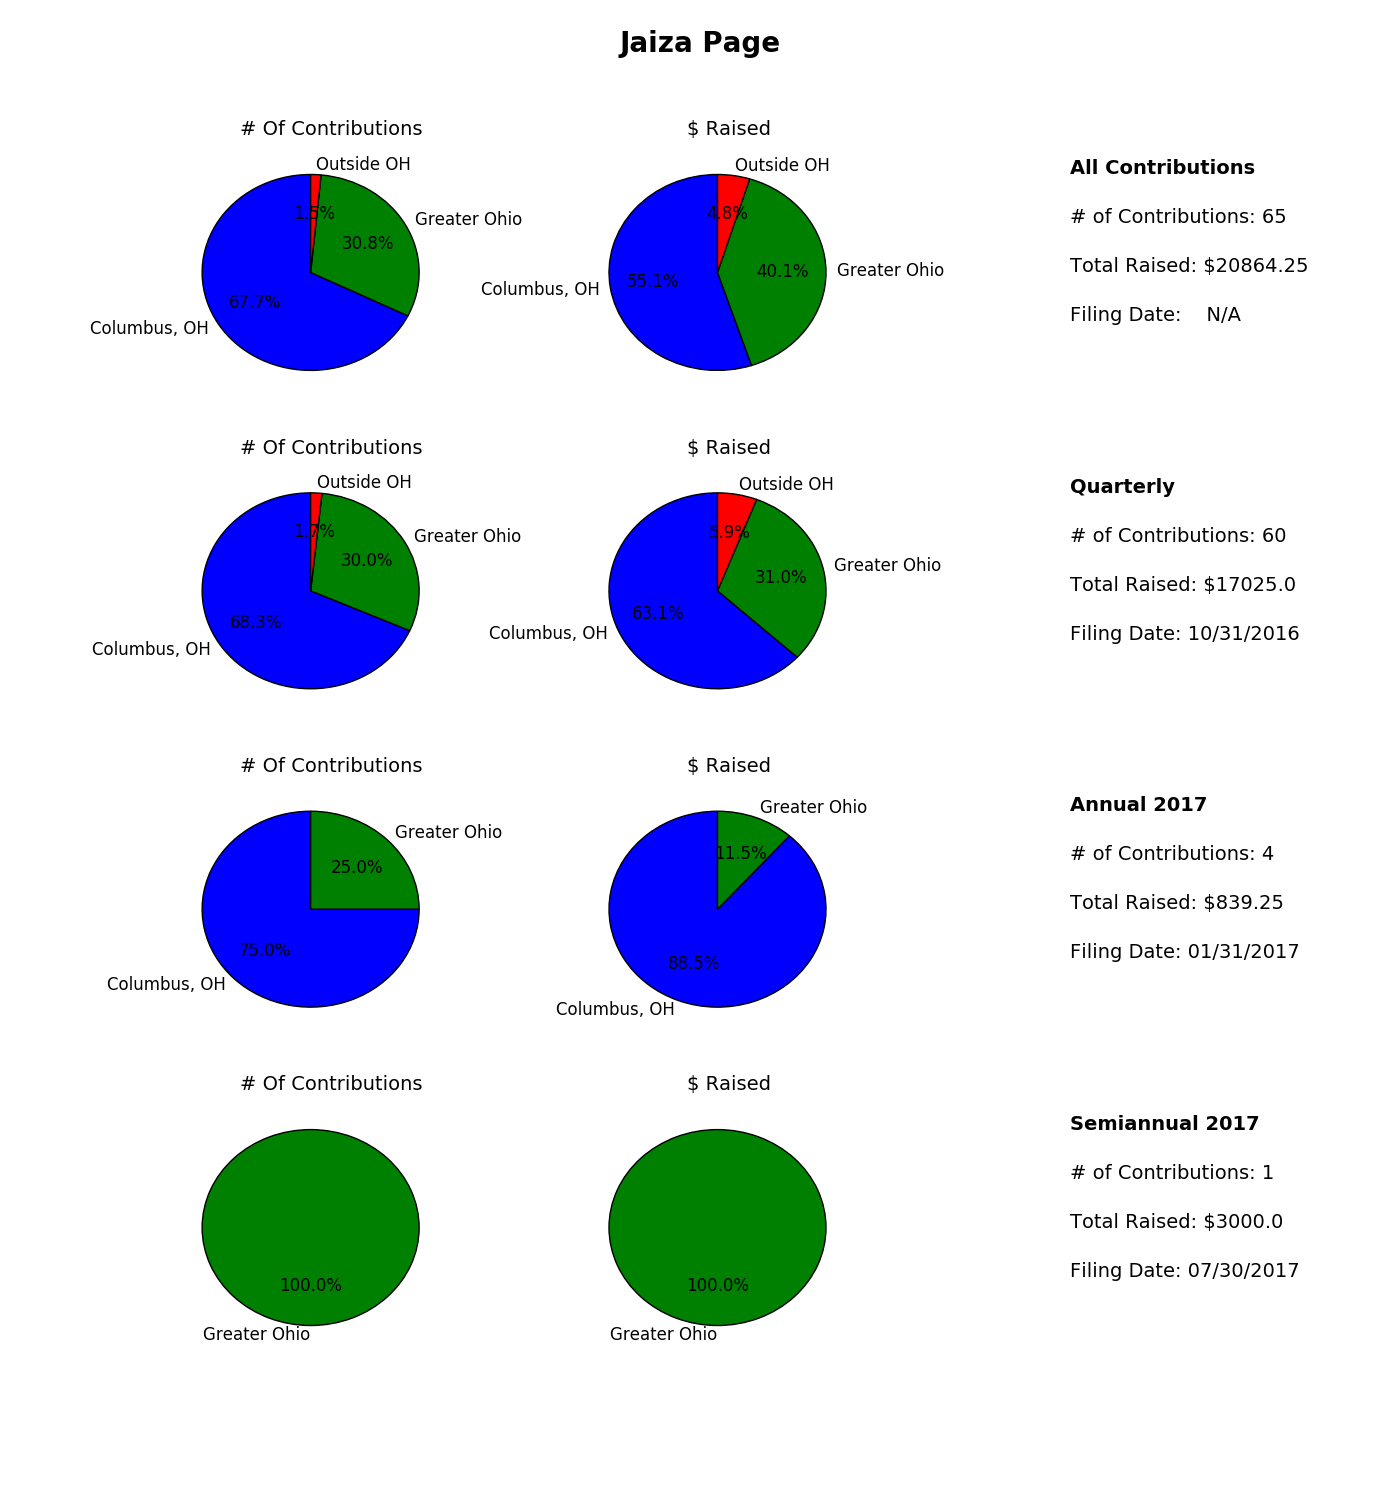 Jaiza Page
# Of Contributions
Outside OH
1.5%
Greater Ohio
30.8%
67.7%
Columbus, OH
$ Raised
Outside OH
4.8%
Greater Ohio
40.1%
55.1%
Columbus, OH
All Contributions
# of Contributions: 65
Total Raised: $20864.25
Filing Date: N/A
# Of Contributions
Outside OH
1.7%
Greater Ohio
30.0%
68.3%
Columbus, OH
$ Raised
Outside OH
5.9%
Greater Ohio
31.0%
63.1%
Columbus, OH
Quarterly
# of Contributions: 60
Total Raised: $17025.0
Filing Date: 10/31/2016
# Of Contributions
Greater Ohio
25.0%
75.0%
Columbus, OH
$ Raised
Greater Ohio
11.5%
88.5%
Columbus, OH
Annual 2017
# of Contributions: 4
Total Raised: $839.25
Filing Date: 01/31/2017
# Of Contributions
100.0%
Greater Ohio
$ Raised
100.0%
Greater Ohio
Semiannual 2017
# of Contributions: 1
Total Raised: $3000.0
Filing Date: 07/30/2017